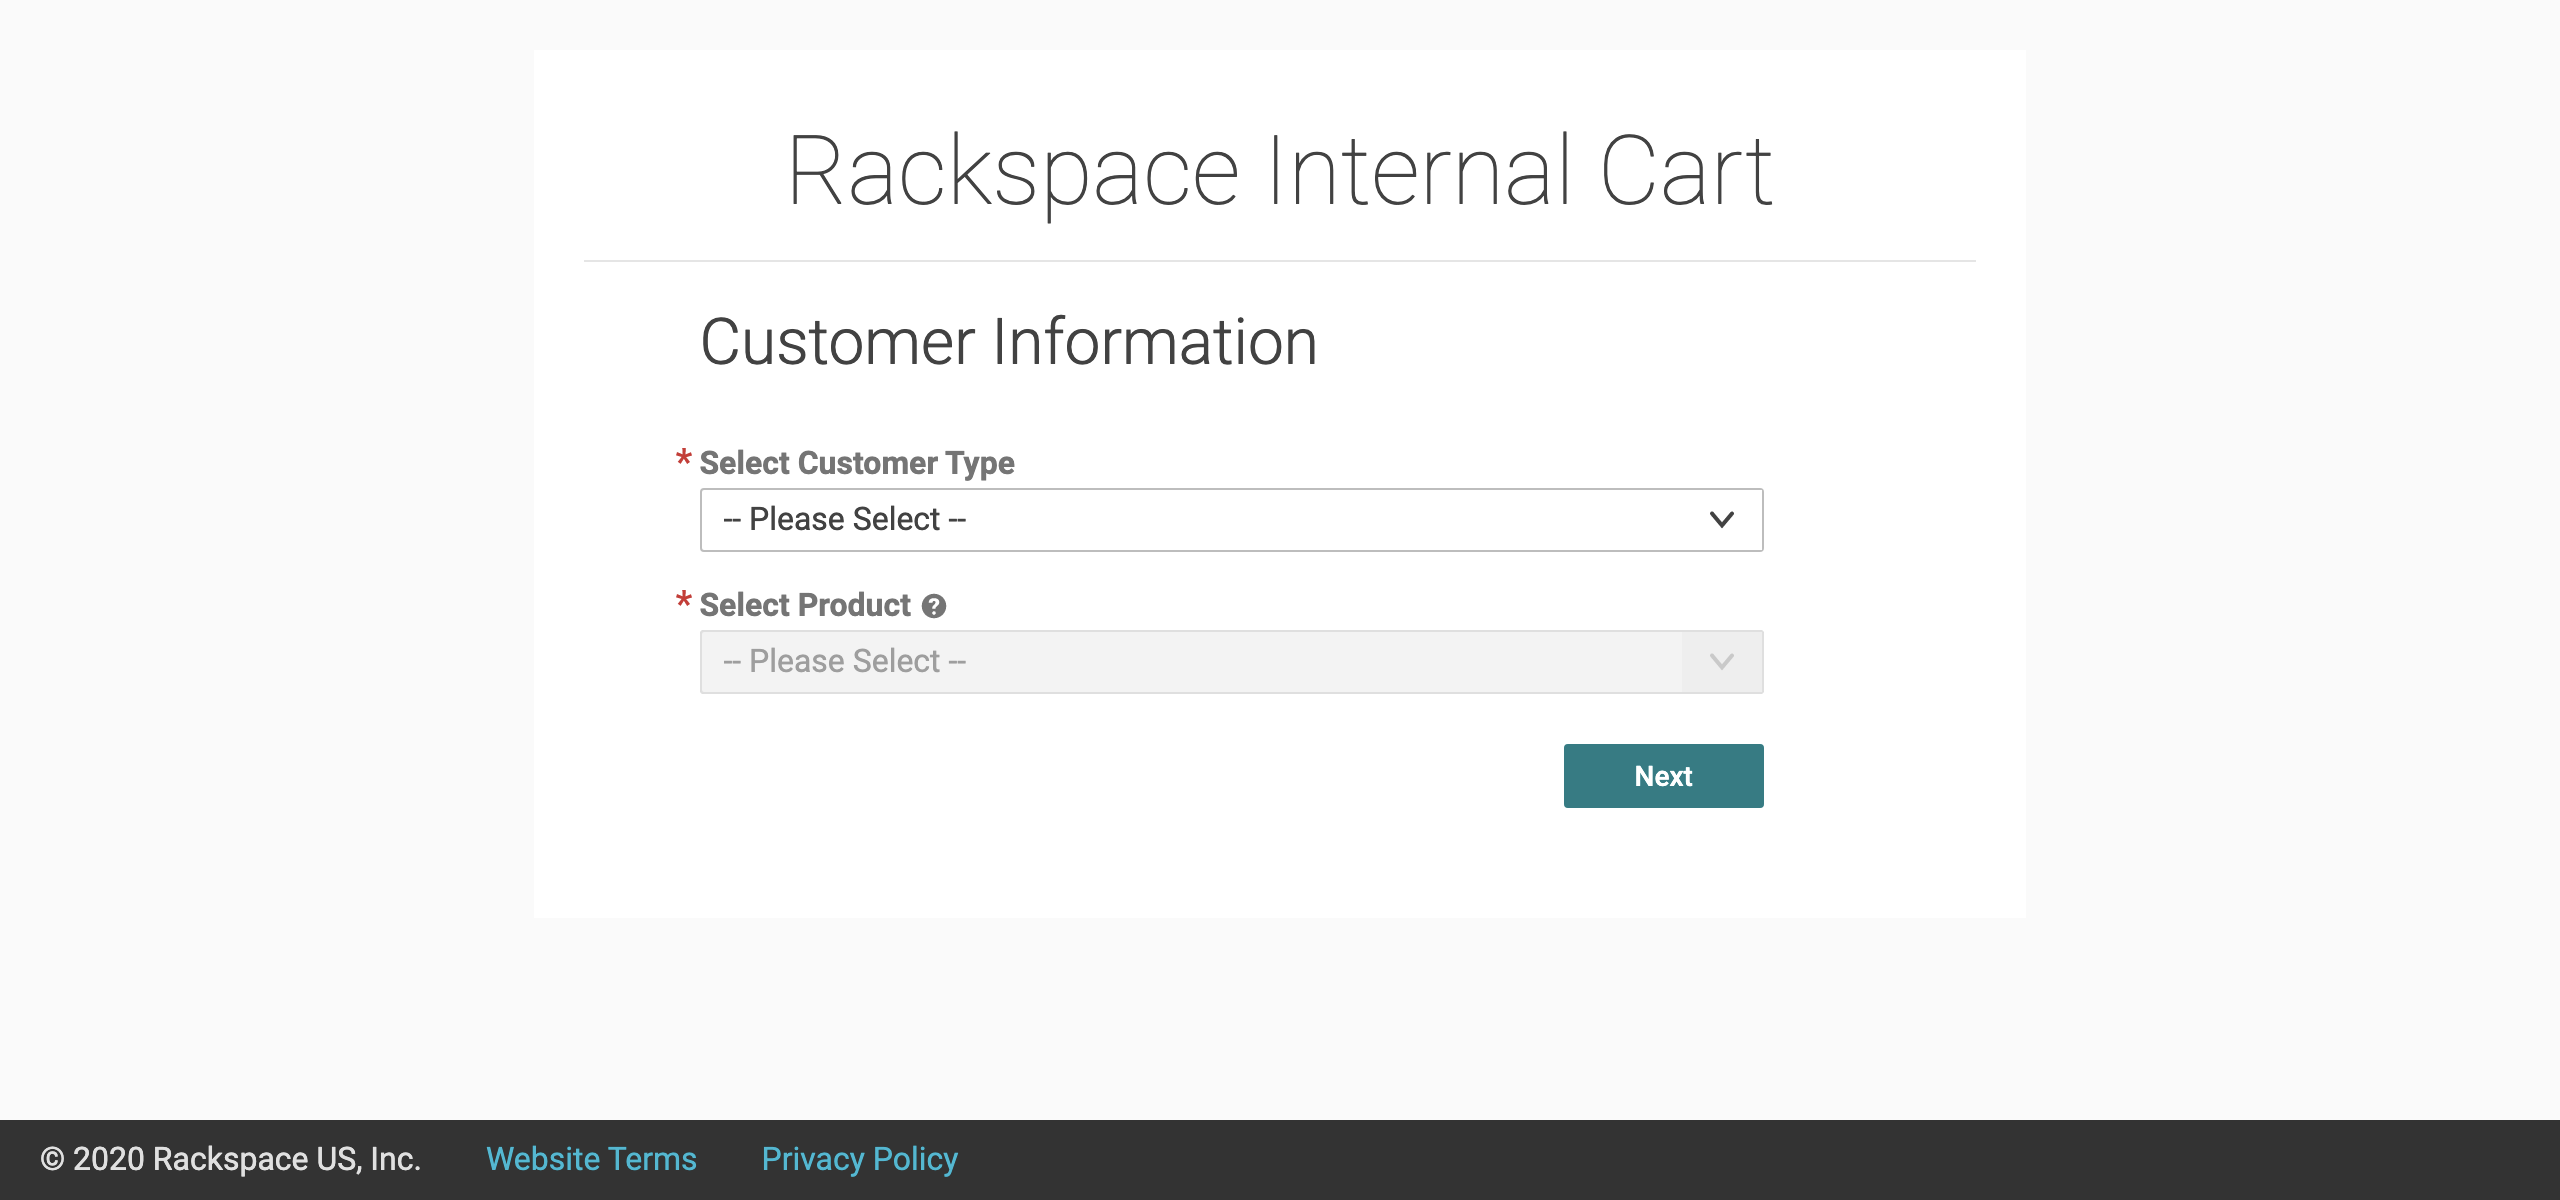 Rackspace Internal Cart
Customer Information
* Select Customer Type
-- Please Select --
* Select Product ?
-- Please Select --
Next
© 2020 Rackspace US, Inc. Website Terms Privacy Policy